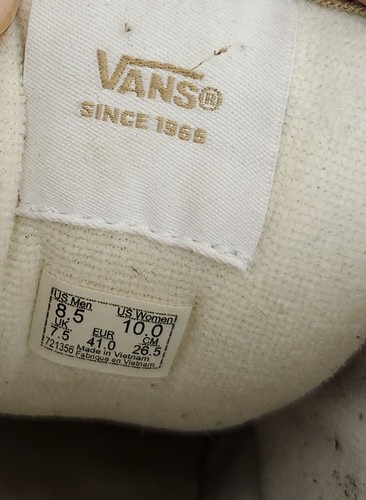 VANS®
SINCE 1966
US Men US Women
8.5 10.0
UK EUR CM
7.5 41.0 26.5
721356 Made in Vietnam
Fabriqué en Vietnam